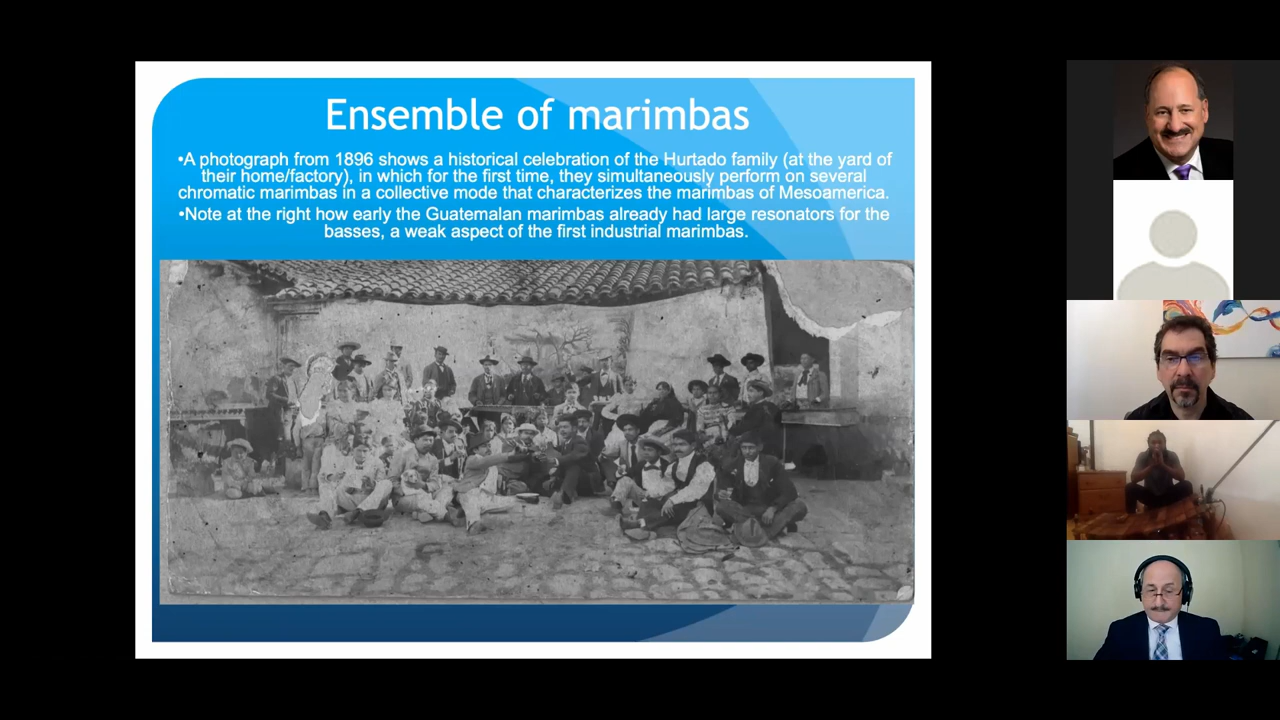 Ensemble of marimbas
•A photograph from 1896 shows a historical celebration of the Hurtado family (at the yard of
their home/factory), in which for the first time, they simultaneously perform on several
chromatic marimbas in a collective mode that characterizes the marimbas of Mesoamerica.
•Note at the right how early the Guatemalan marimbas already had large resonators for the
basses, a weak aspect of the first industrial marimbas.